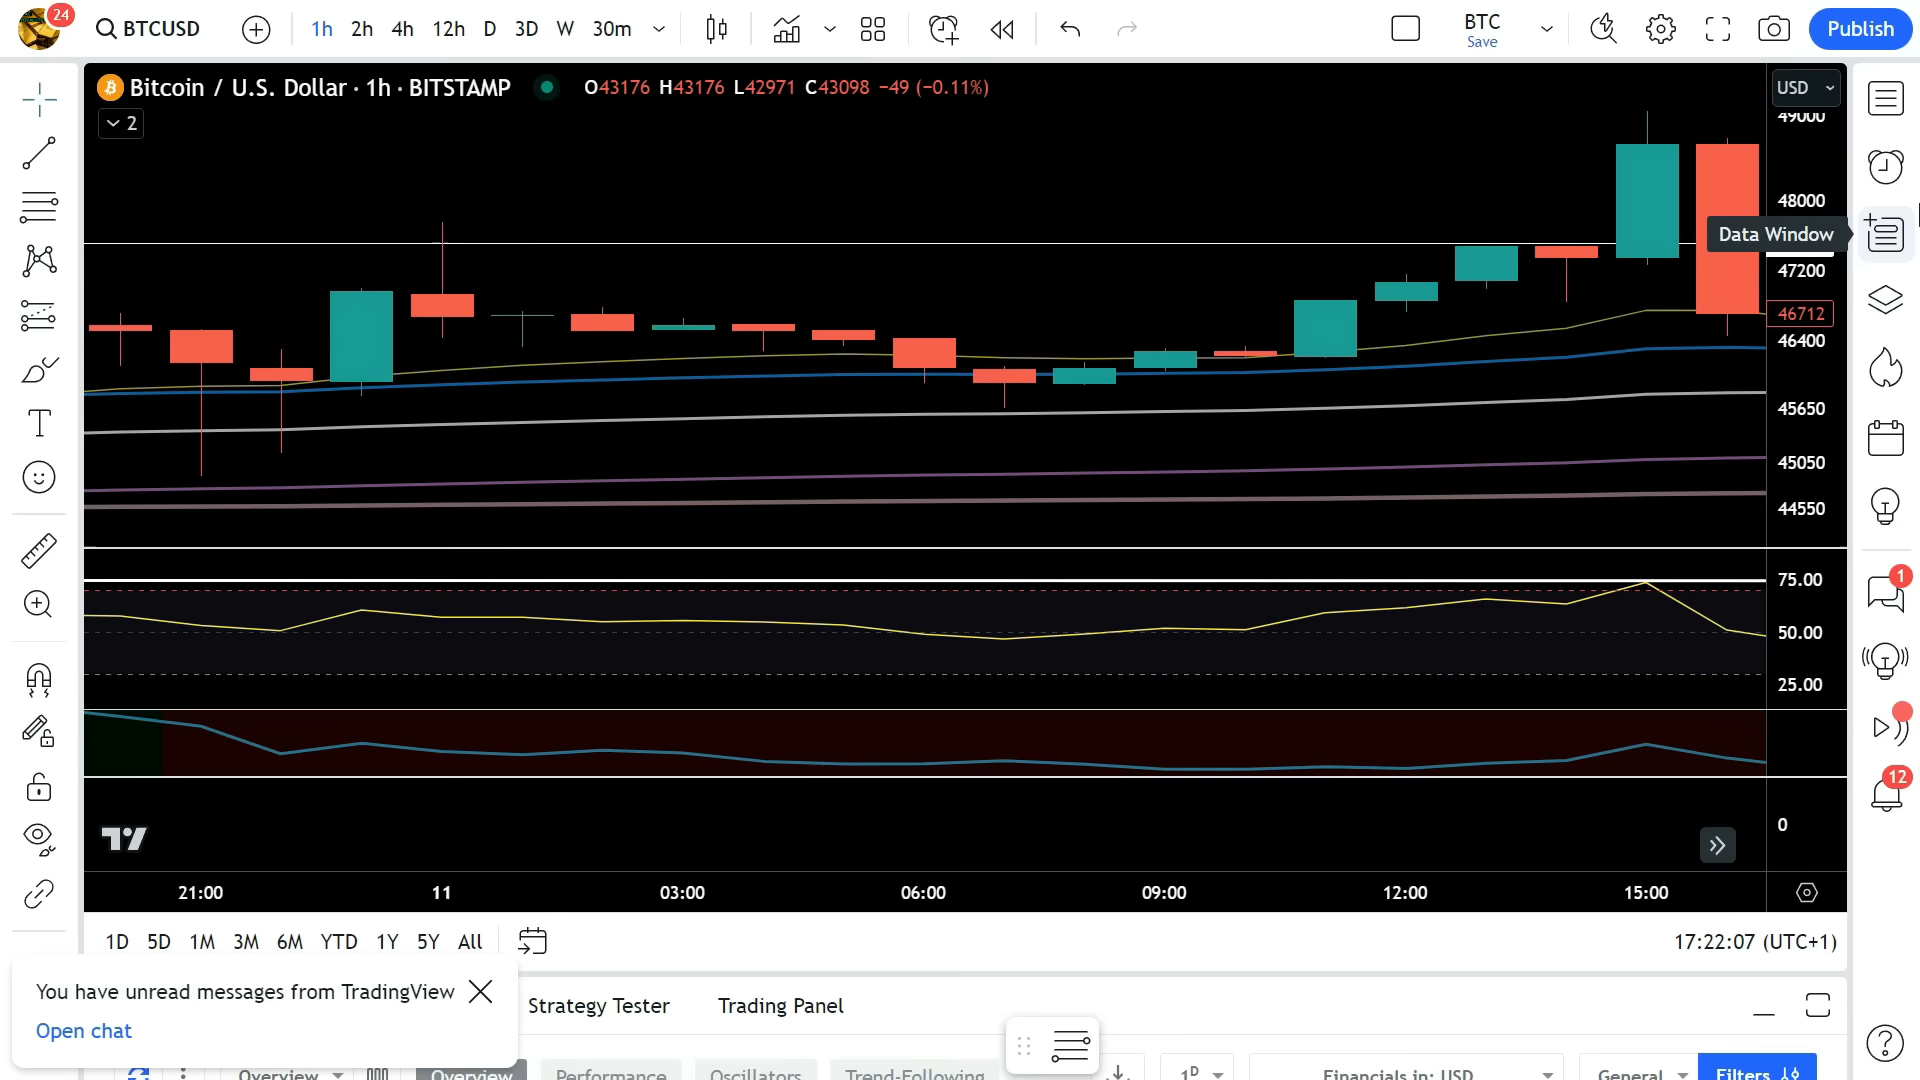 24
BTCUSD
1h 2h 4h 12h D 3D W 30m
BTC
Save
Publish
Bitcoin / U.S. Dollar · 1h · BITSTAMP
O43176 H43176 L42971 C43098 −49 (−0.11%)
2
USD
49000
48000
Data Window
47200
46712
46400
45650
45050
44550
75.00
50.00
25.00
0
1
12
21:00 11 03:00 06:00 09:00 12:00 15:00
1D 5D 1M 3M 6M YTD 1Y 5Y All
17:22:07 (UTC+1)
You have unread messages from TradingView
Open chat
Strategy Tester
Trading Panel
Overview
Overview
Performance
Oscillators
Trend-Following
1D
Financials in: USD
General
Filters